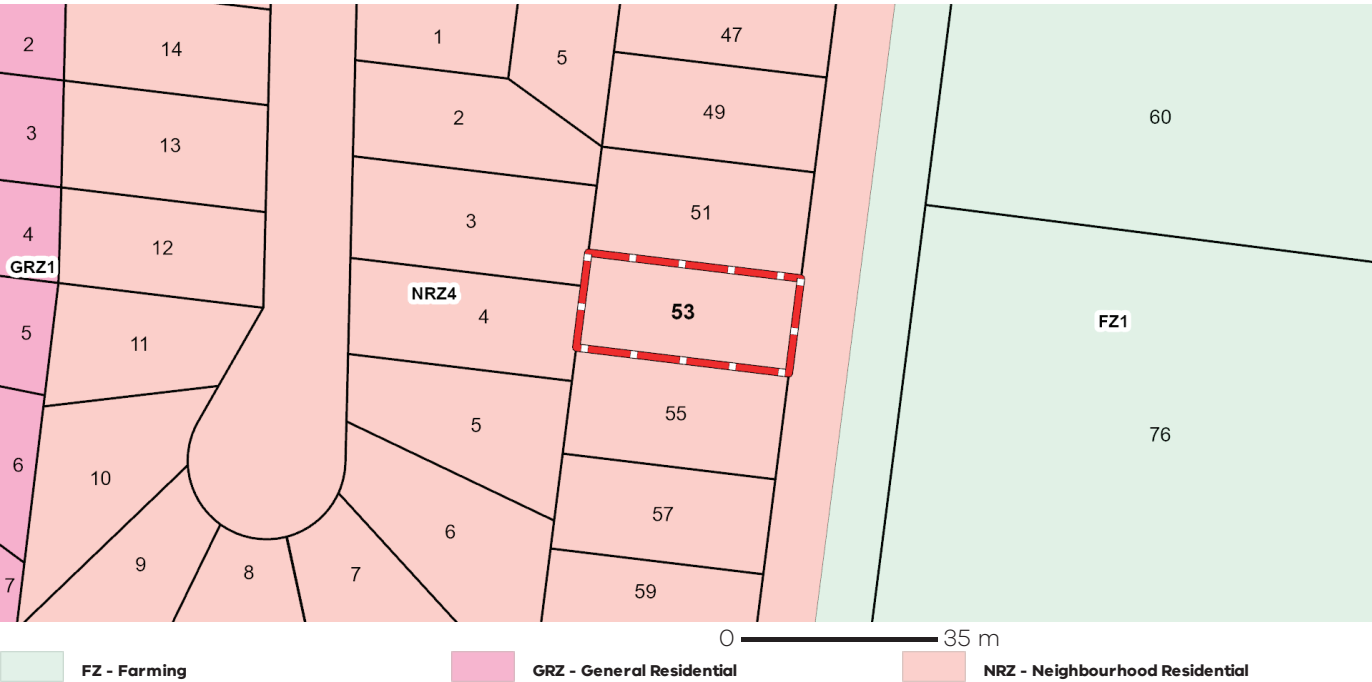 2 14 1 5 47
49 60
3 13 2
51
4 12 3
GRZ1 NRZ4 53 FZ1
5 11 4
55 76
6 10 5
57
9 8 7 6
7 59
0 35 m
FZ - Farming GRZ - General Residential NRZ - Neighbourhood Residential